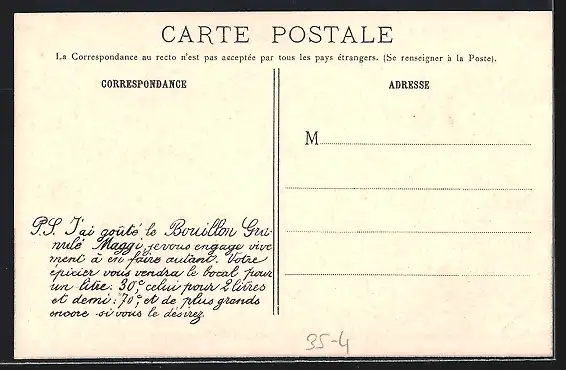 CARTE POSTALE
La Correspondance au recto n'est pas acceptée par tous les pays étrangers. (Se renseigner à la Poste).
CORRESPONDANCE
ADRESSE
M
P.S. J'ai goûté le Bouillon Gra-
nulé Maggi, je vous engage vive
ment à en faire autant. Votre
épicier vous vendra le bocal pour
un litre: 30,c celui pour 2 litres
et demi: 70,c et de plus grands
encore si vous le désirez.
35-4